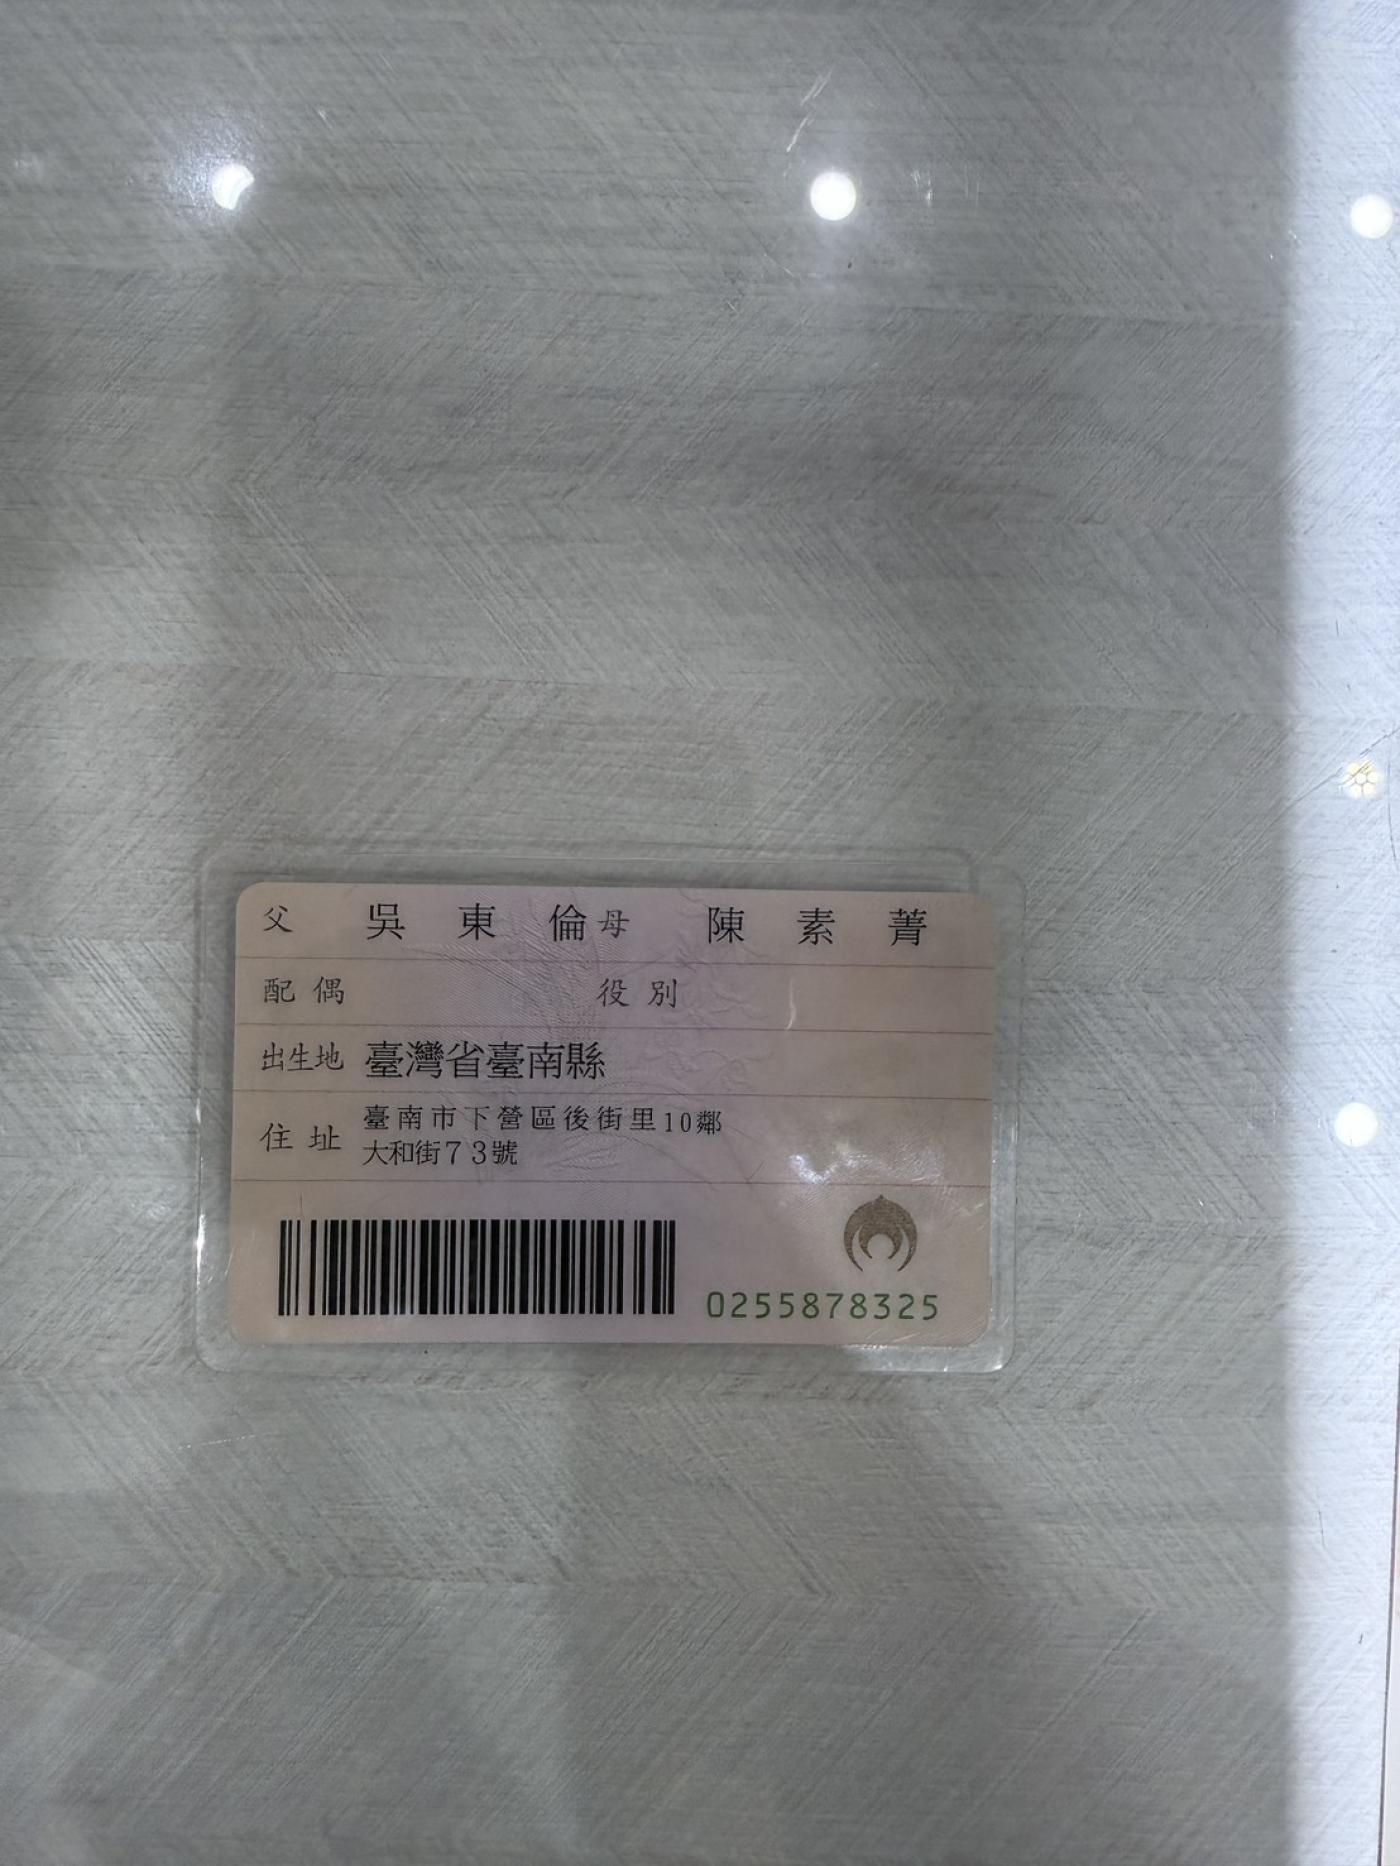 父 吳東倫 母 陳素菁
配偶 役別
出生地 臺灣省臺南縣
住址 臺南市下營區後街里10鄰
大和街73號
0255878325